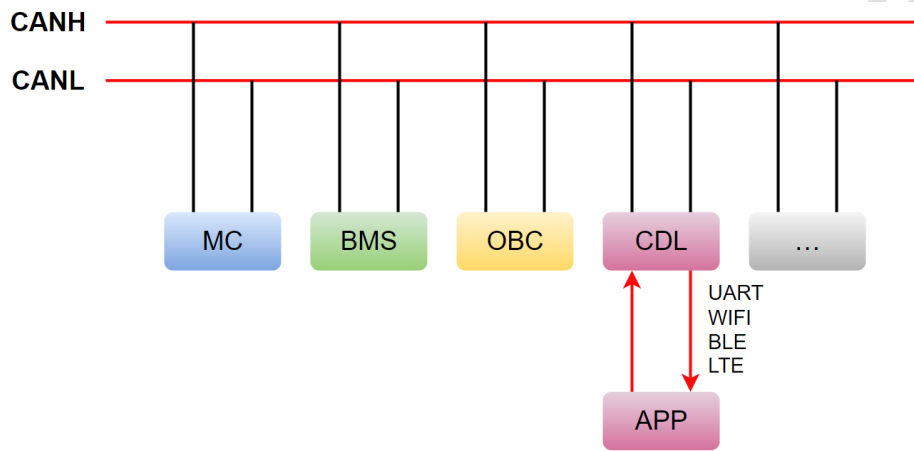 CANH
CANL
MC
BMS
OBC
CDL
...
UART
WIFI
BLE
LTE
APP